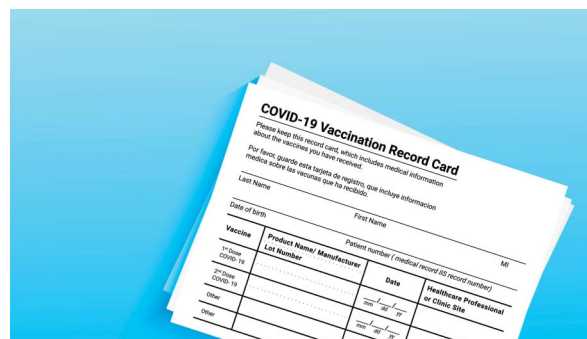 COVID-19 Vaccination Record Card
Please keep this record card, which includes medical information
about the vaccines you have received.
Por favor, guarde esta tarjeta de registro, que incluye informacion
medica sobre las vacunas que ha recibido.
Last Name First Name MI
Date of birth Patient number ( medical record IIS record number)
Vaccine Product Name/ Manufacturer Date Healthcare Professional
Lot Number or Clinic Site
1st Dose
COVID- 19
mm dd yy
2nd Dose
COVID- 19
mm dd yy
Other
Other